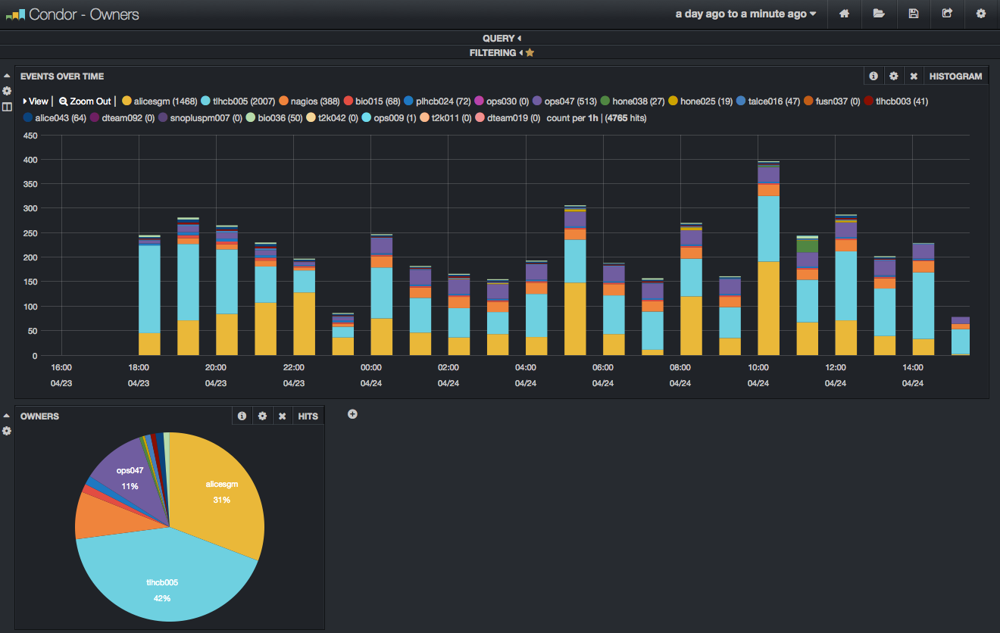 Condor - Owners
a day ago to a minute ago
QUERY
FILTERING
EVENTS OVER TIME
HISTOGRAM
View | Zoom Out | alicesgm (1468) tlhcb005 (2007) nagios (388) bio015 (68) plhcb024 (72) ops030 (0) ops047 (513) hone038 (27) hone025 (19) talce016 (47) fusn037 (0) tlhcb003 (41)
alice043 (64) dteam092 (0) snopluspm007 (0) bio036 (50) t2k042 (0) ops009 (1) t2k011 (0) dteam019 (0) count per 1h | (4765 hits)
450
400
350
300
250
200
150
100
50
0
16:00 18:00 20:00 22:00 00:00 02:00 04:00 06:00 08:00 10:00 12:00 14:00
04/23 04/23 04/23 04/23 04/24 04/24 04/24 04/24 04/24 04/24 04/24 04/24
OWNERS
HITS
ops047
11%
alicesgm
31%
tlhcb005
42%